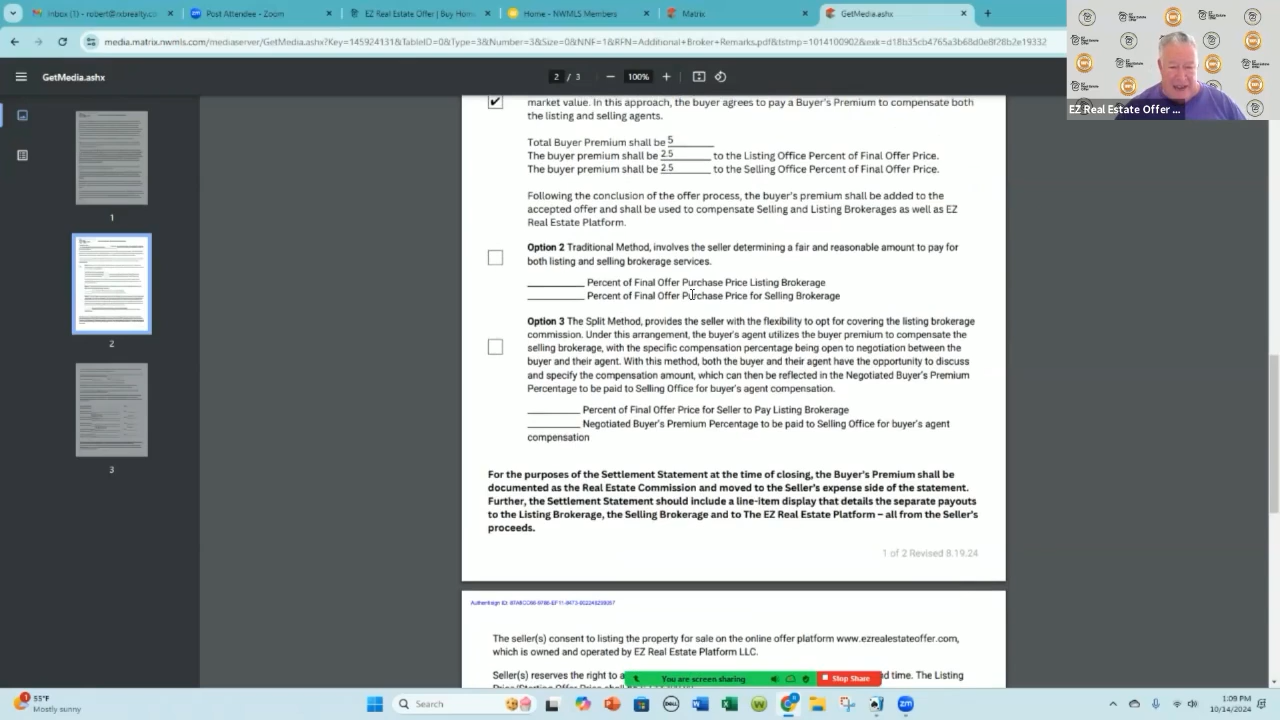 Inbox (1) - robert@xbrealty.c
Post Attendee - Zoom
EZ Real Estate Offer | Buy Home
Home - NWMLS Members
Matrix
GetMedia.ashx
media.matrix.nwmls.com/mediaserver/GetMedia.ashx?Key=145924131&TableID=0&Type=3&Number=3&Size=0&NNF=1&RFN=Additional+Broker+Remarks.pdf&tstmp=1014100902&exk=d18b35cb4765a3b68d0e8f28b2e19332
GetMedia.ashx
2 / 3
100%
EZ Real Estate Offer ...
1
2
3
market value. In this approach, the buyer agrees to pay a Buyer's Premium to compensate both
the listing and selling agents.
Total Buyer Premium shall be 5
The buyer premium shall be 2.5 to the Listing Office Percent of Final Offer Price.
The buyer premium shall be 2.5 to the Selling Office Percent of Final Offer Price.
Following the conclusion of the offer process, the buyer's premium shall be added to the
accepted offer and shall be used to compensate Selling and Listing Brokerages as well as EZ
Real Estate Platform.
Option 2 Traditional Method, involves the seller determining a fair and reasonable amount to pay for
both listing and selling brokerage services.
Percent of Final Offer Purchase Price Listing Brokerage
Percent of Final Offer Purchase Price for Selling Brokerage
Option 3 The Split Method, provides the seller with the flexibility to opt for covering the listing brokerage
commission. Under this arrangement, the buyer's agent utilizes the buyer premium to compensate the
selling brokerage, with the specific compensation percentage being open to negotiation between the
buyer and their agent. With this method, both the buyer and their agent have the opportunity to discuss
and specify the compensation amount, which can then be reflected in the Negotiated Buyer's Premium
Percentage to be paid to Selling Office for buyer's agent compensation.
Percent of Final Offer Price for Seller to Pay Listing Brokerage
Negotiated Buyer's Premium Percentage to be paid to Selling Office for buyer's agent
compensation
For the purposes of the Settlement Statement at the time of closing, the Buyer's Premium shall be
documented as the Real Estate Commission and moved to the Seller's expense side of the statement.
Further, the Settlement Statement should include a line-item display that details the separate payouts
to the Listing Brokerage, the Selling Brokerage and to The EZ Real Estate Platform – all from the Seller's
proceeds.
1 of 2 Revised 8.19.24
Authentisign ID:
The seller(s) consent to listing the property for sale on the online offer platform www.ezrealestateoffer.com,
which is owned and operated by EZ Real Estate Platform LLC.
Seller(s) reserves the right to a
d time. The Listing
You are screen sharing
Stop Share
55°F
Mostly sunny
Search
1:09 PM
10/14/2024